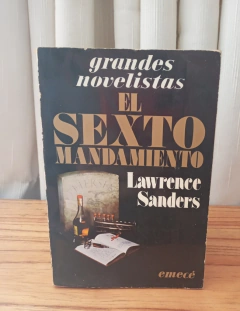 grandes
novelistas
EL
SEXTO
MANDAMIENTO
Lawrence
Sanders
emecé